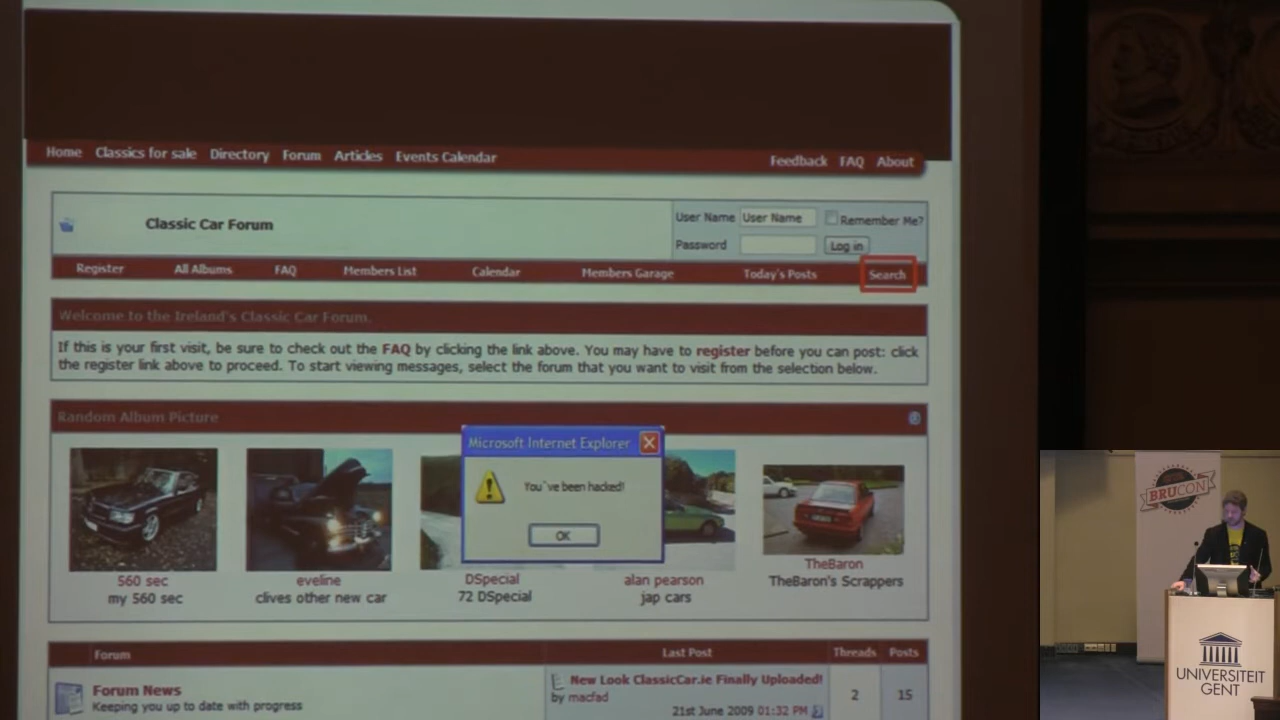 Home Classics for sale Directory Forum Articles Events Calendar Feedback FAQ About
Classic Car Forum
User Name User Name Remember Me?
Password Log in
Register All Albums FAQ Members List Calendar Members Garage Today's Posts Search
Welcome to the Ireland's Classic Car Forum.
If this is your first visit, be sure to check out the FAQ by clicking the link above. You may have to register before you can post: click
the register link above to proceed. To start viewing messages, select the forum that you want to visit from the selection below.
Random Album Picture
Microsoft Internet Explorer
You`ve been hacked!
OK
560 sec eveline DSpecial alan pearson TheBaron
my 560 sec clives other new car 72 DSpecial jap cars TheBaron's Scrappers
Forum Last Post Threads Posts
Forum News
Keeping you up to date with progress
New Look ClassicCar.ie Finally Uploaded!
by macfad
21st June 2009 01:32 PM
2 15
BRUCON
UNIVERSITEIT
GENT